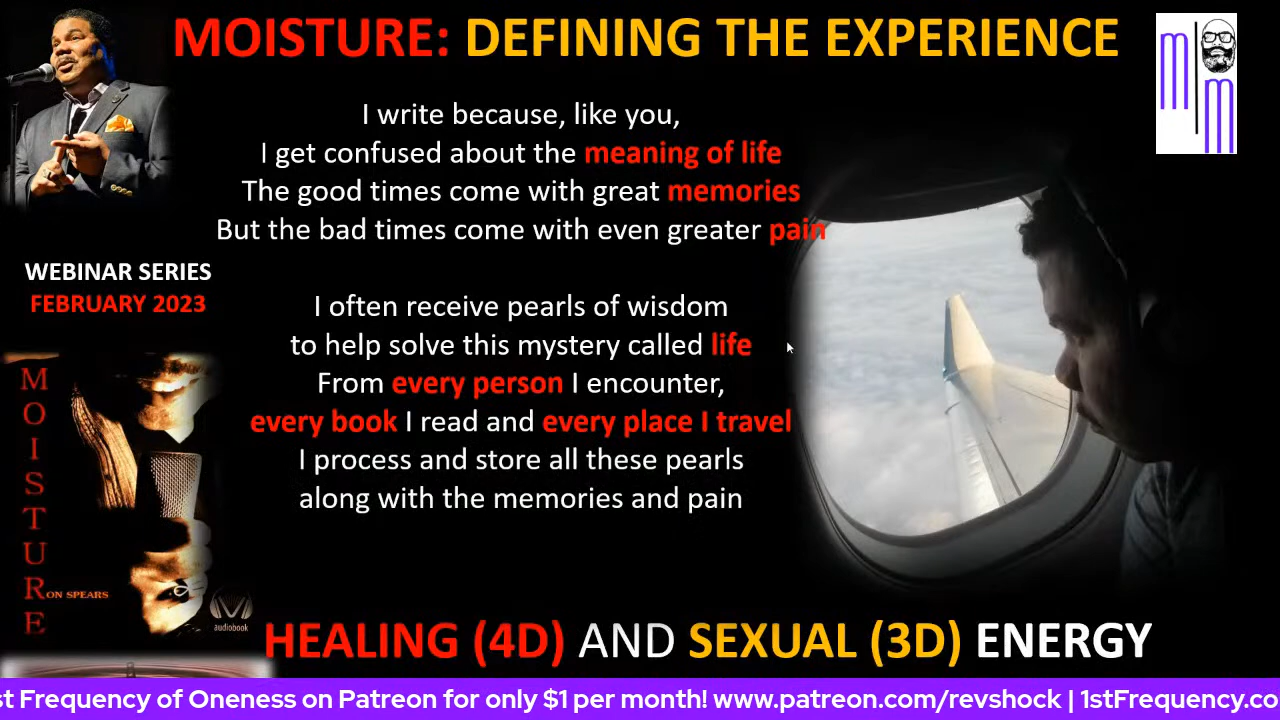 MOISTURE: DEFINING THE EXPERIENCE
m
m
I write because, like you,
I get confused about the meaning of life
The good times come with great memories
But the bad times come with even greater pain
WEBINAR SERIES
FEBRUARY 2023
I often receive pearls of wisdom
to help solve this mystery called life
From every person I encounter,
every book I read and every place I travel
I process and store all these pearls
along with the memories and pain
MOISTURE
RON SPEARS
audiobook
HEALING (4D) AND SEXUAL (3D) ENERGY
st Frequency of Oneness on Patreon for only $1 per month! www.patreon.com/revshock | 1stFrequency.co